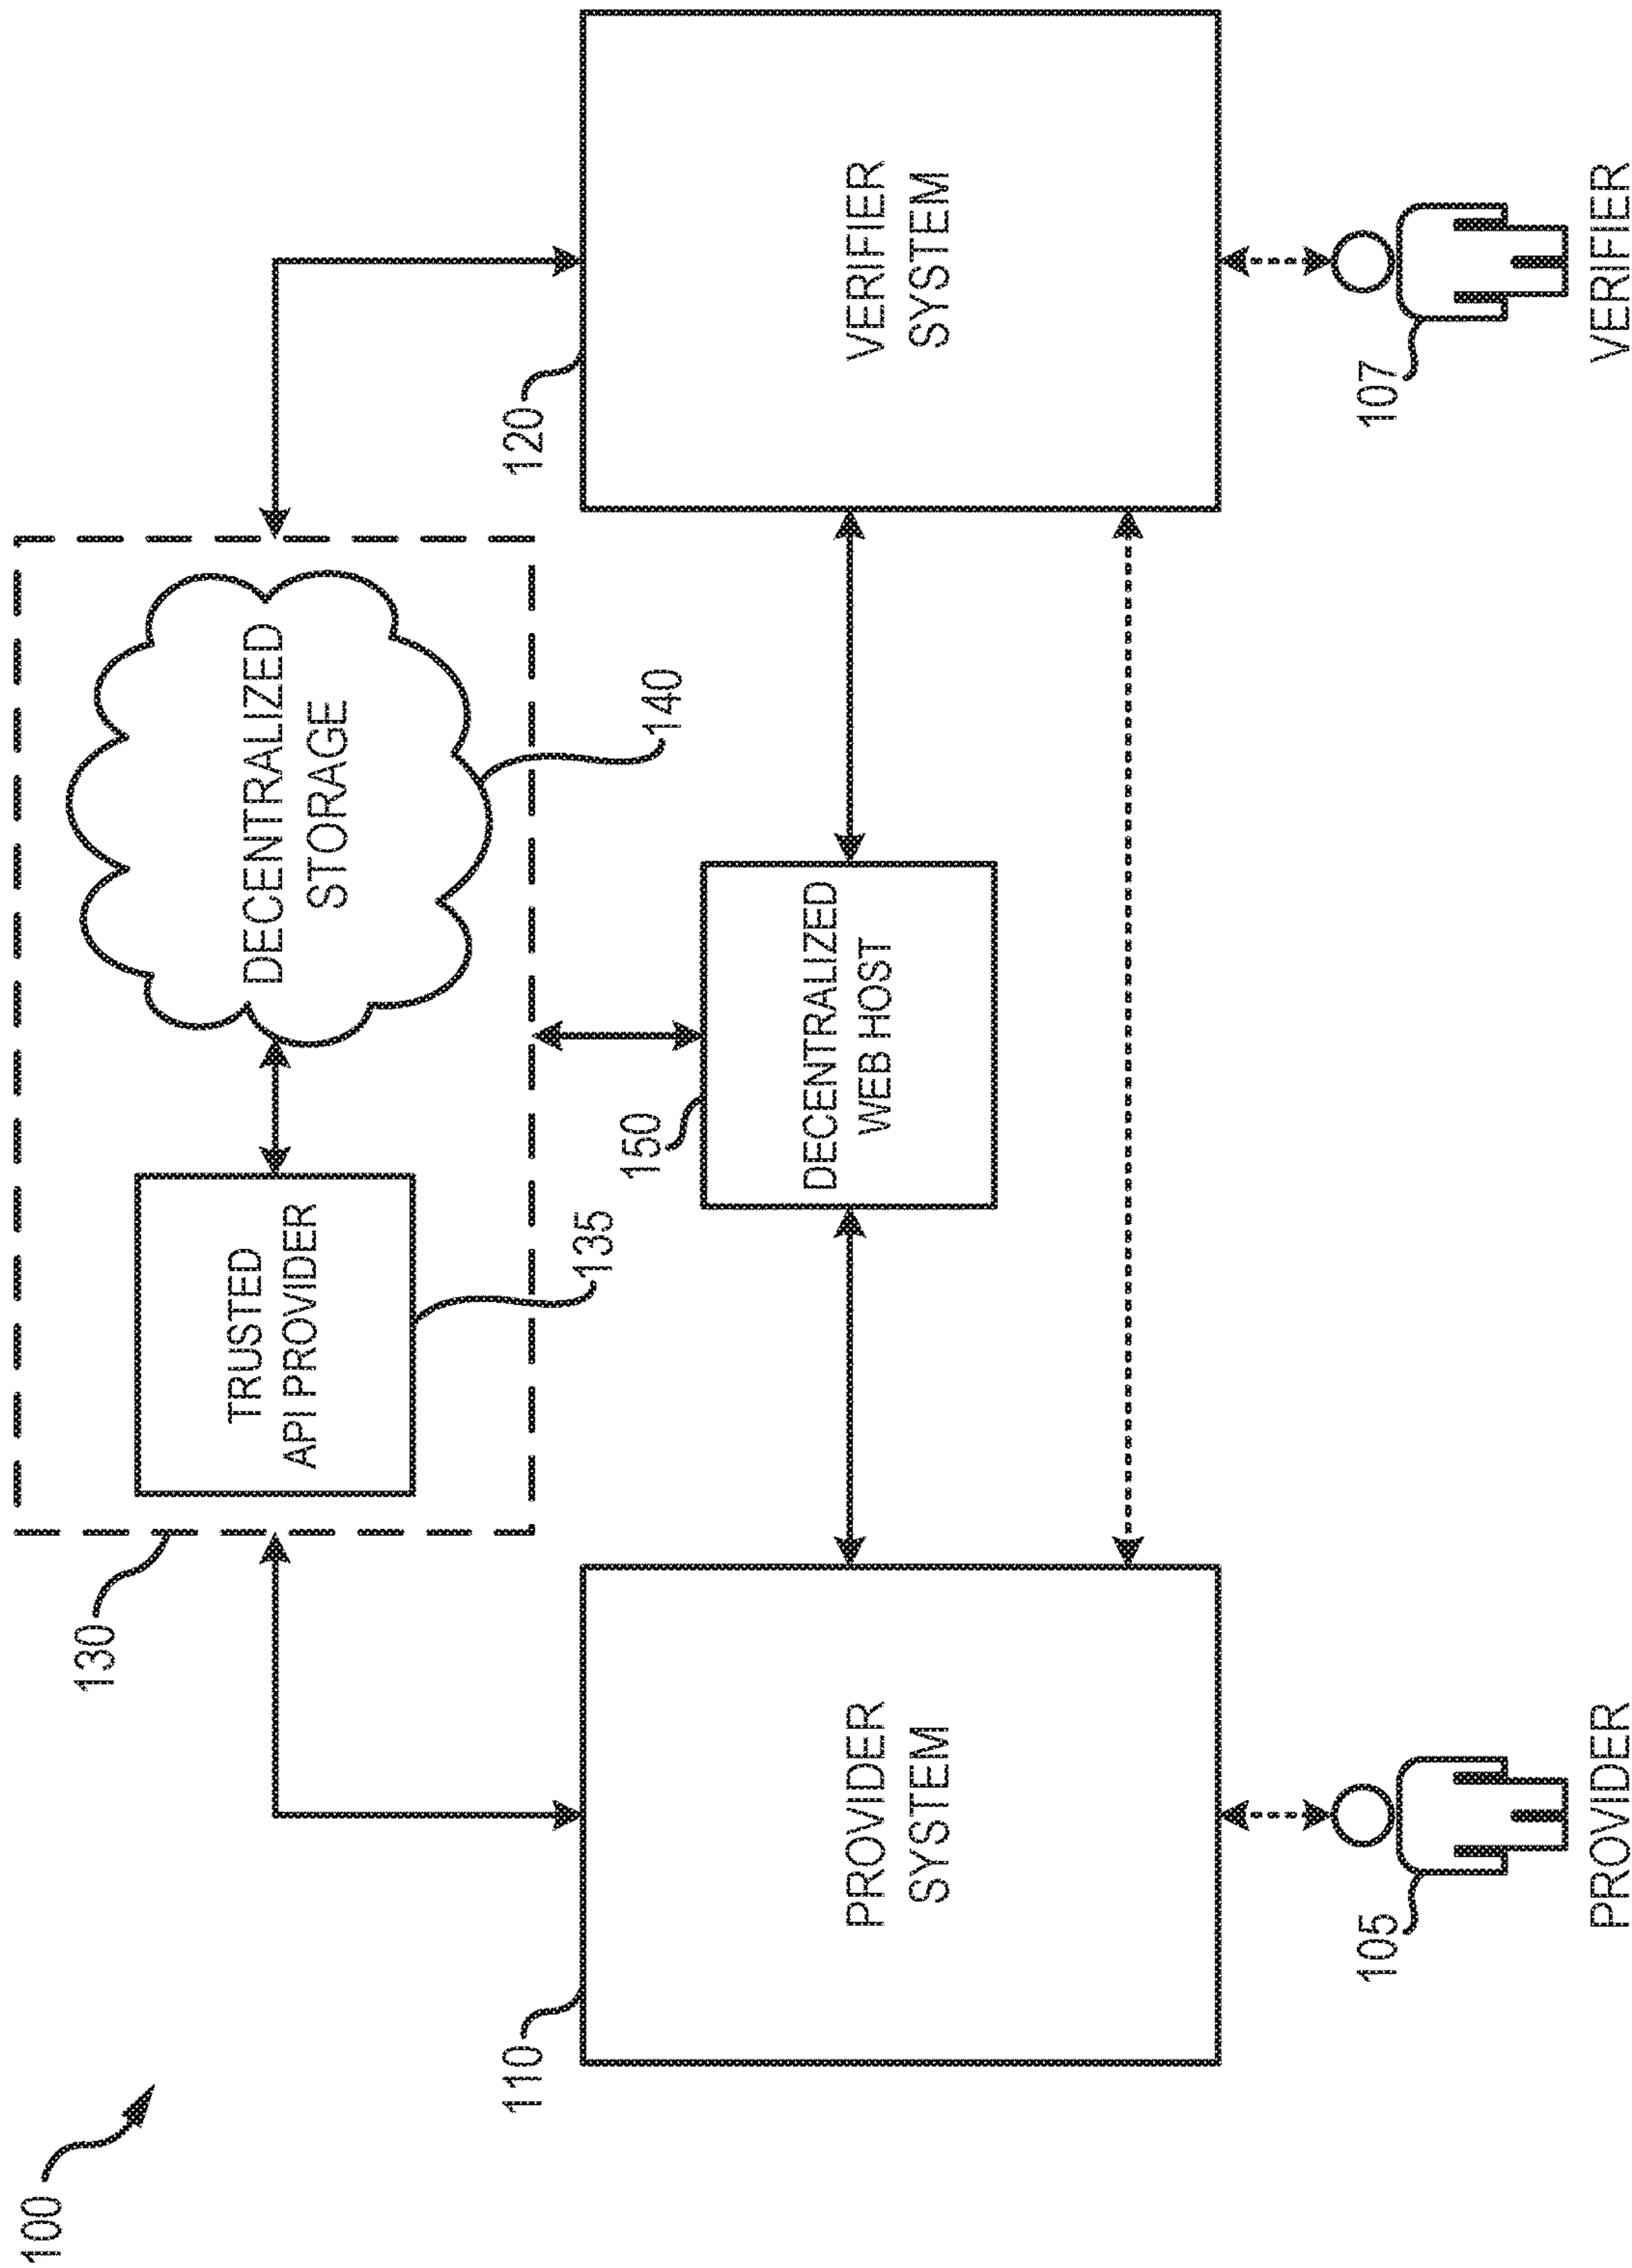 100
130
TRUSTED
API PROVIDER
135
DECENTRALIZED
STORAGE
140
110
PROVIDER
SYSTEM
150
DECENTRALIZED
WEB HOST
120
VERIFIER
SYSTEM
105
PROVIDER
107
VERIFIER